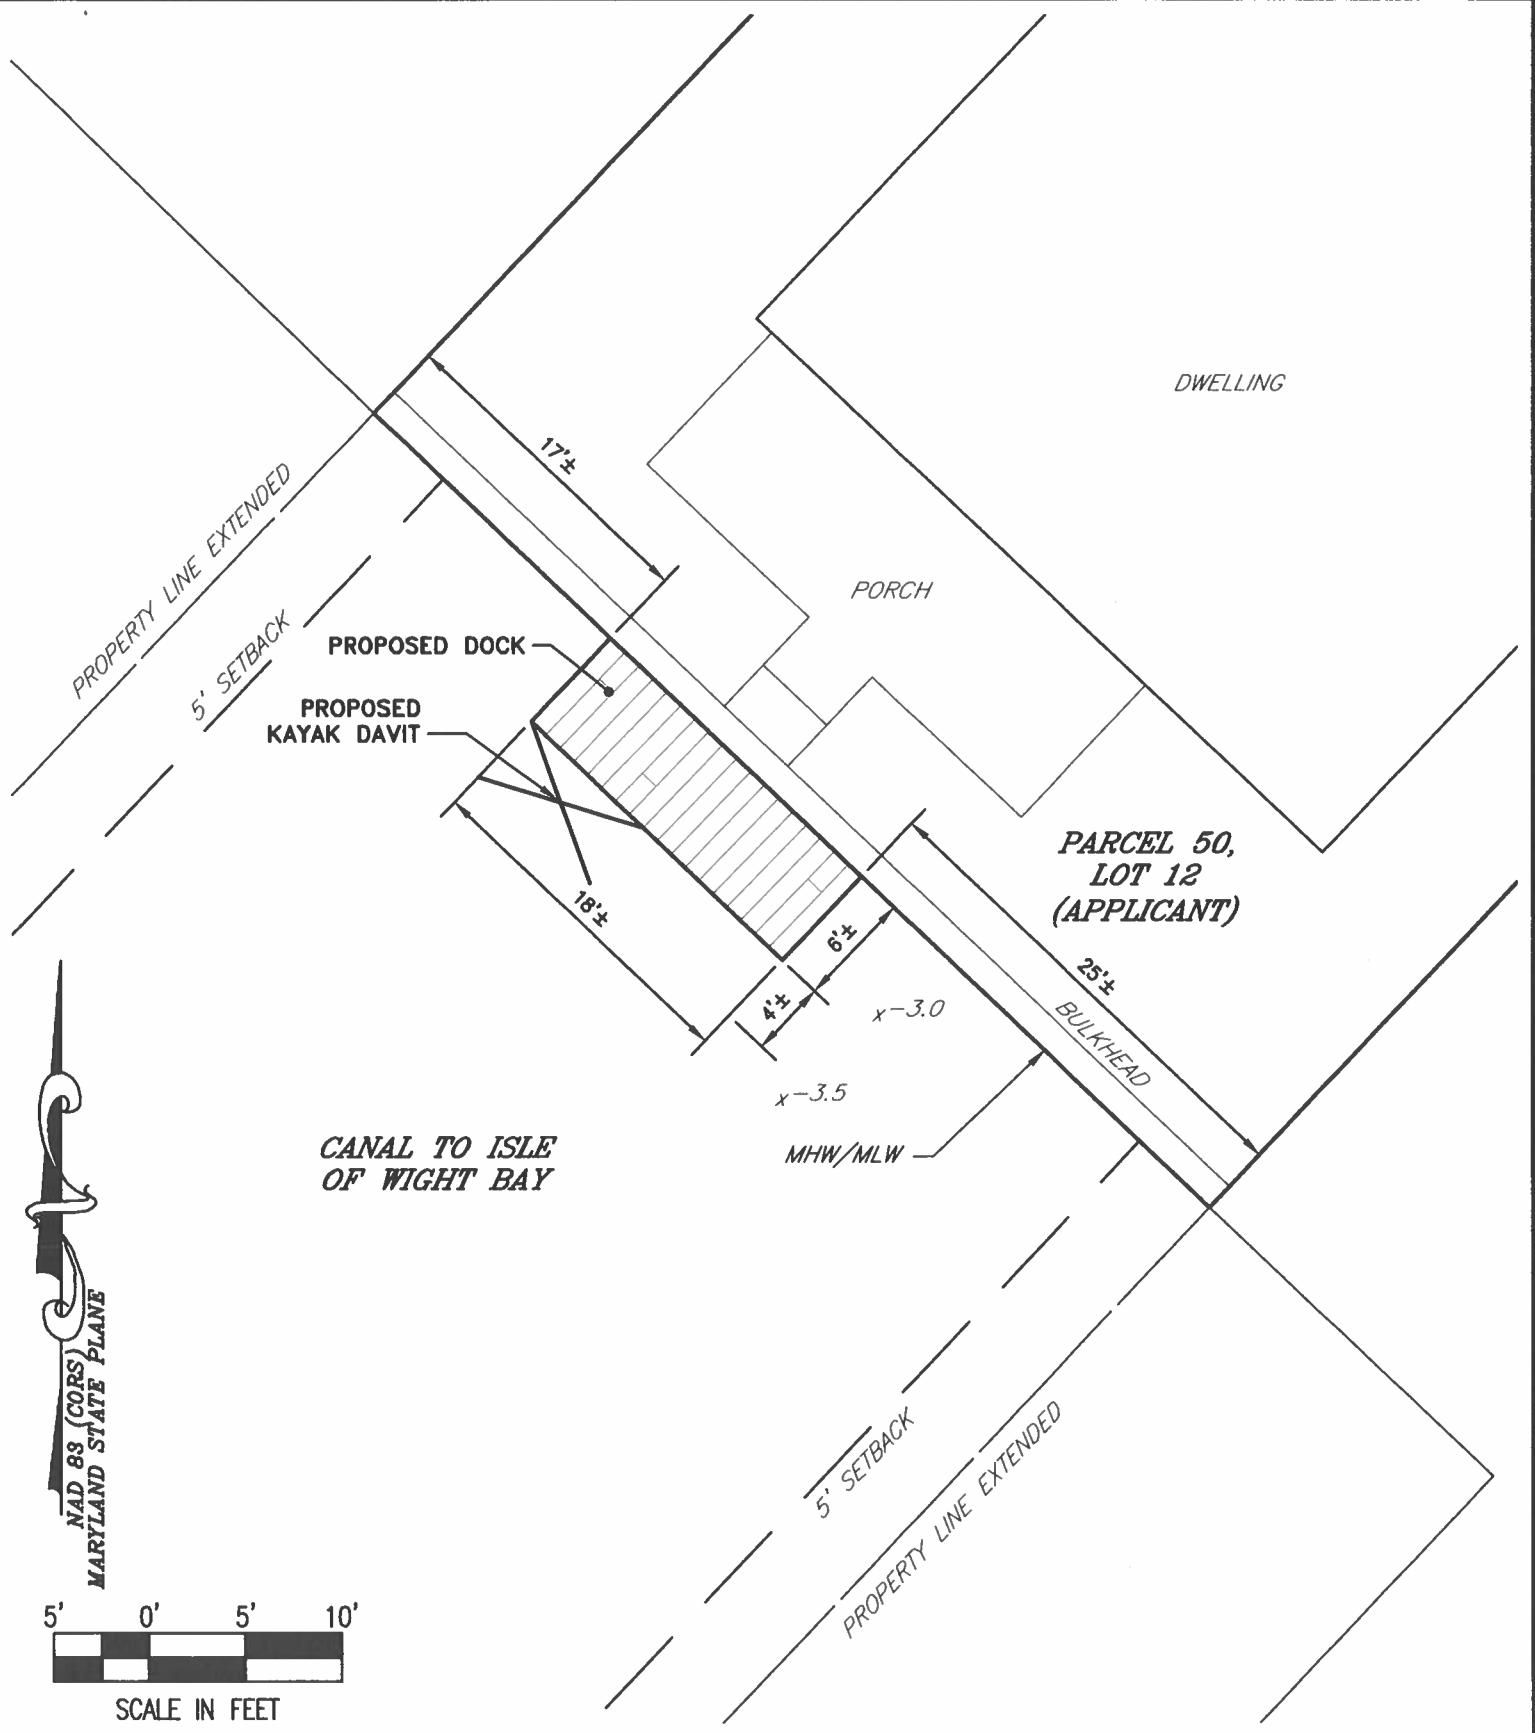 DWELLING
17'±
PROPERTY LINE EXTENDED
PORCH
5' SETBACK
PROPOSED DOCK
PROPOSED
KAYAK DAVIT
PARCEL 50,
LOT 12
(APPLICANT)
18'±
6'±
4'±
25'±
x-3.0
BULKHEAD
x-3.5
MHW/MLW
CANAL TO ISLE
OF WIGHT BAY
NAD 83 (CORS)
MARYLAND STATE PLANE
5' SETBACK
PROPERTY LINE EXTENDED
5' 0' 5' 10'
SCALE IN FEET